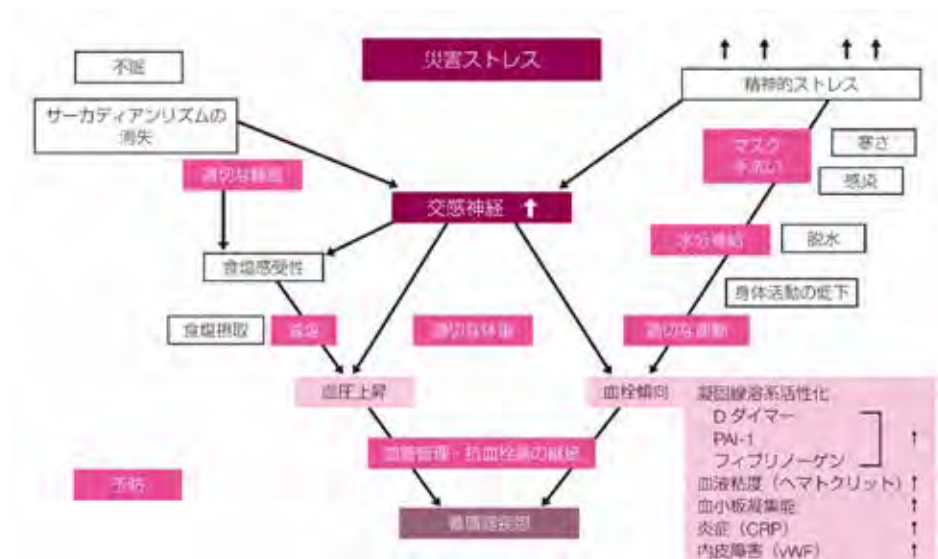 災害ストレス
不眠
サーカディアンリズムの
消失
精神的ストレス
マスク
手洗い
寒さ
感染
適切な睡眠
交感神経 ↑
水分補給
脱水
食塩感受性
身体活動の低下
食塩摂取
減塩
適切な体重
適切な運動
血圧上昇
血栓傾向
凝固線溶系活性化
D ダイマー
PAI-1
フィブリノーゲン
↑
血液粘度（ヘマトクリット）↑
血小板凝集能 ↑
炎症（CRP） ↑
内皮障害（vWF） ↑
血圧管理・抗血栓薬の継続
予防
循環器疾患